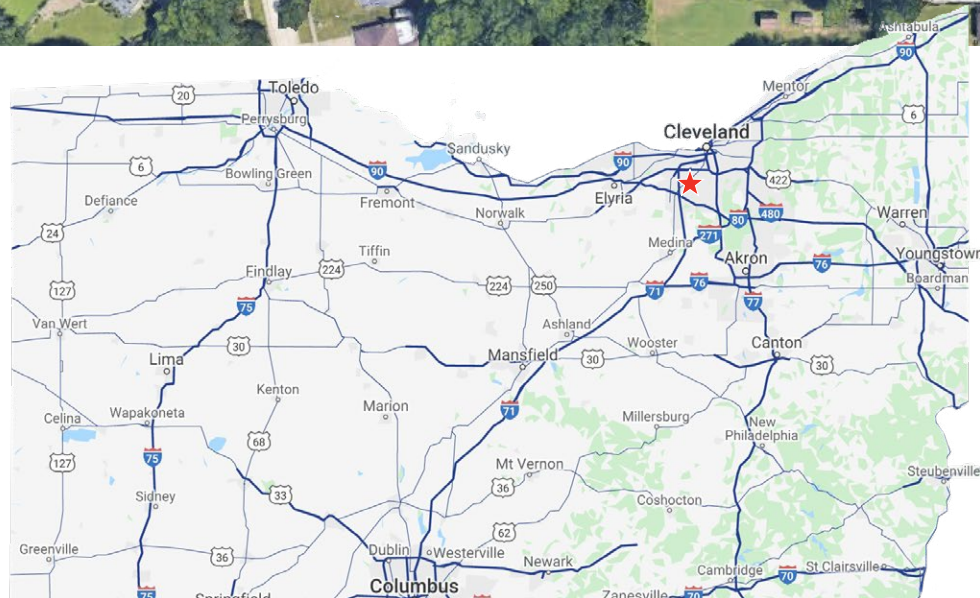 Ashtabula
90
Mentor
20
Toledo
6
Perrysburg
Cleveland
Sandusky
90
6
90
422
Bowling Green
Elyria
Defiance
Fremont
Norwalk
480
Warren
80
24
271
Medina
Tiffin
Youngstown
Akron
Findlay
224
76
Boardman
76
127
224
250
71
77
75
Van Wert
Ashland
Wooster
Canton
30
Mansfield
30
Lima
30
Kenton
Marion
71
Celina
Wapakoneta
Millersburg
New
Philadelphia
68
127
75
Mt Vernon
Steubenville
36
33
Sidney
Coshocton
62
Greenville
36
Dublin
Westerville
Newark
Cambridge
70
St Clairsville
Columbus
75
Springfield
Zanesville
70